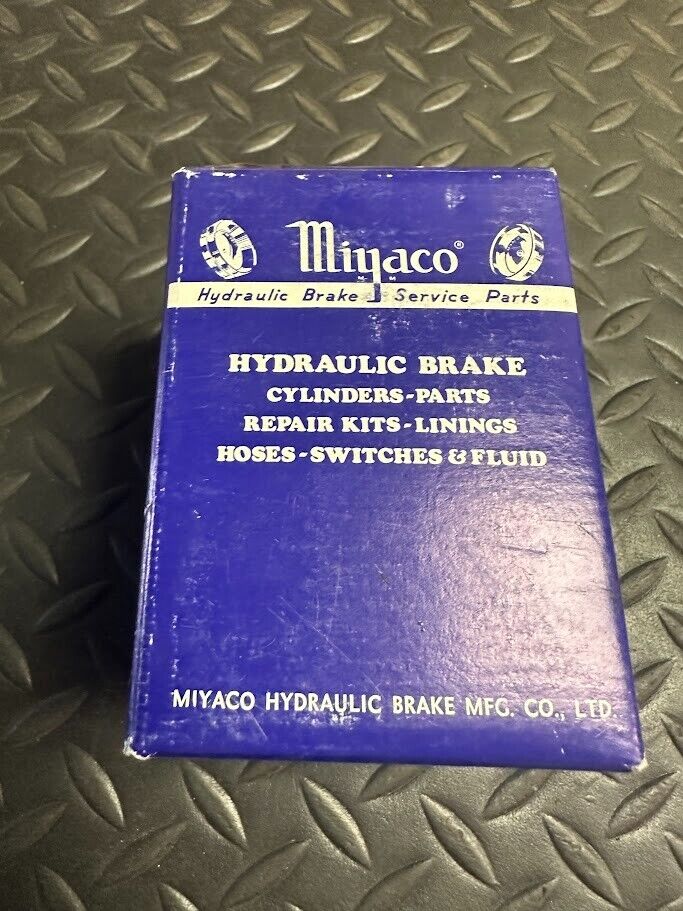 Miyaco®
Hydraulic Brake Service Parts
HYDRAULIC BRAKE
CYLINDERS-PARTS
REPAIR KITS-LININGS
HOSES-SWITCHES & FLUID
MIYACO HYDRAULIC BRAKE MFG. CO., LTD.